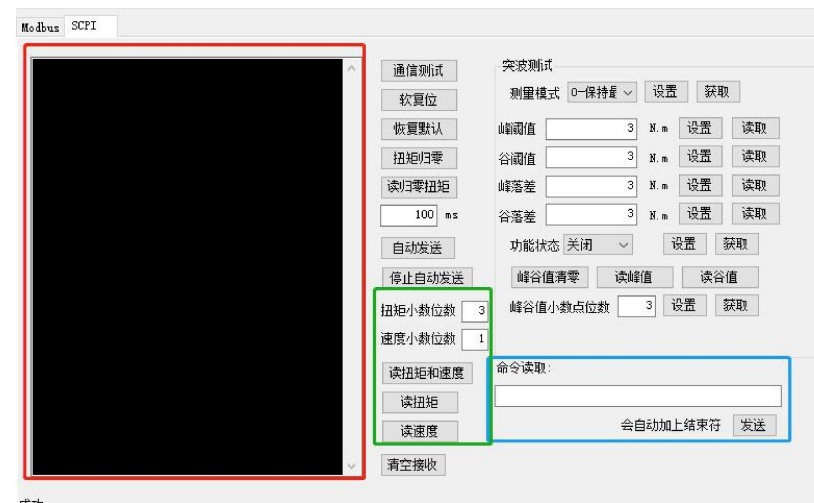 Modbus SCPI
通信测试
软复位
恢复默认
扭矩归零
读归零扭矩
100 ms
自动发送
停止自动发送
扭矩小数位数 3
速度小数位数 1
读扭矩和速度
读扭矩
读速度
清空接收
突波测试
测量模式 0-保持量 设置 获取
峰阈值 3 N.m 设置 读取
谷阈值 3 N.m 设置 读取
峰落差 3 N.m 设置 读取
谷落差 3 N.m 设置 读取
功能状态 关闭 设置 获取
峰谷值清零 读峰值 读谷值
峰谷值小数点位数 3 设置 获取
命令读取:
会自动加上结束符 发送